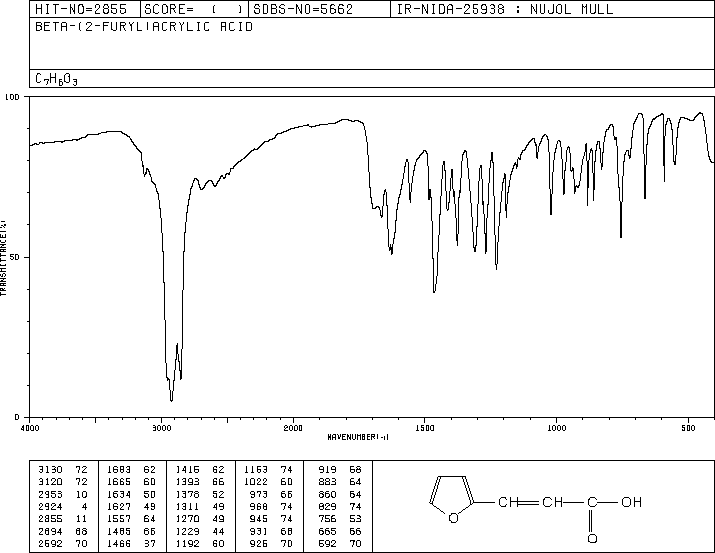 HIT-NO=2855 SCORE= ( ) SDBS-NO=5662 IR-NIDA-25938 : NUJOL MULL
BETA-(2-FURYL)ACRYLIC ACID
C7H6O3
100
50
0
TRANSMITTANCE(%)
4000 3000 2000 1500 1000 500
WAVENUMBER(-1)
3130 72 1683 62 1416 62 1153 74 919 68
3120 72 1665 60 1393 66 1022 60 883 64
2953 10 1634 50 1378 52 973 66 860 64
2924 4 1627 49 1311 49 968 74 829 74
2855 11 1557 64 1270 49 945 74 756 53
2694 68 1485 66 1229 44 931 68 665 66
2592 70 1466 37 1192 60 926 70 592 70
O CH CH C OH
O